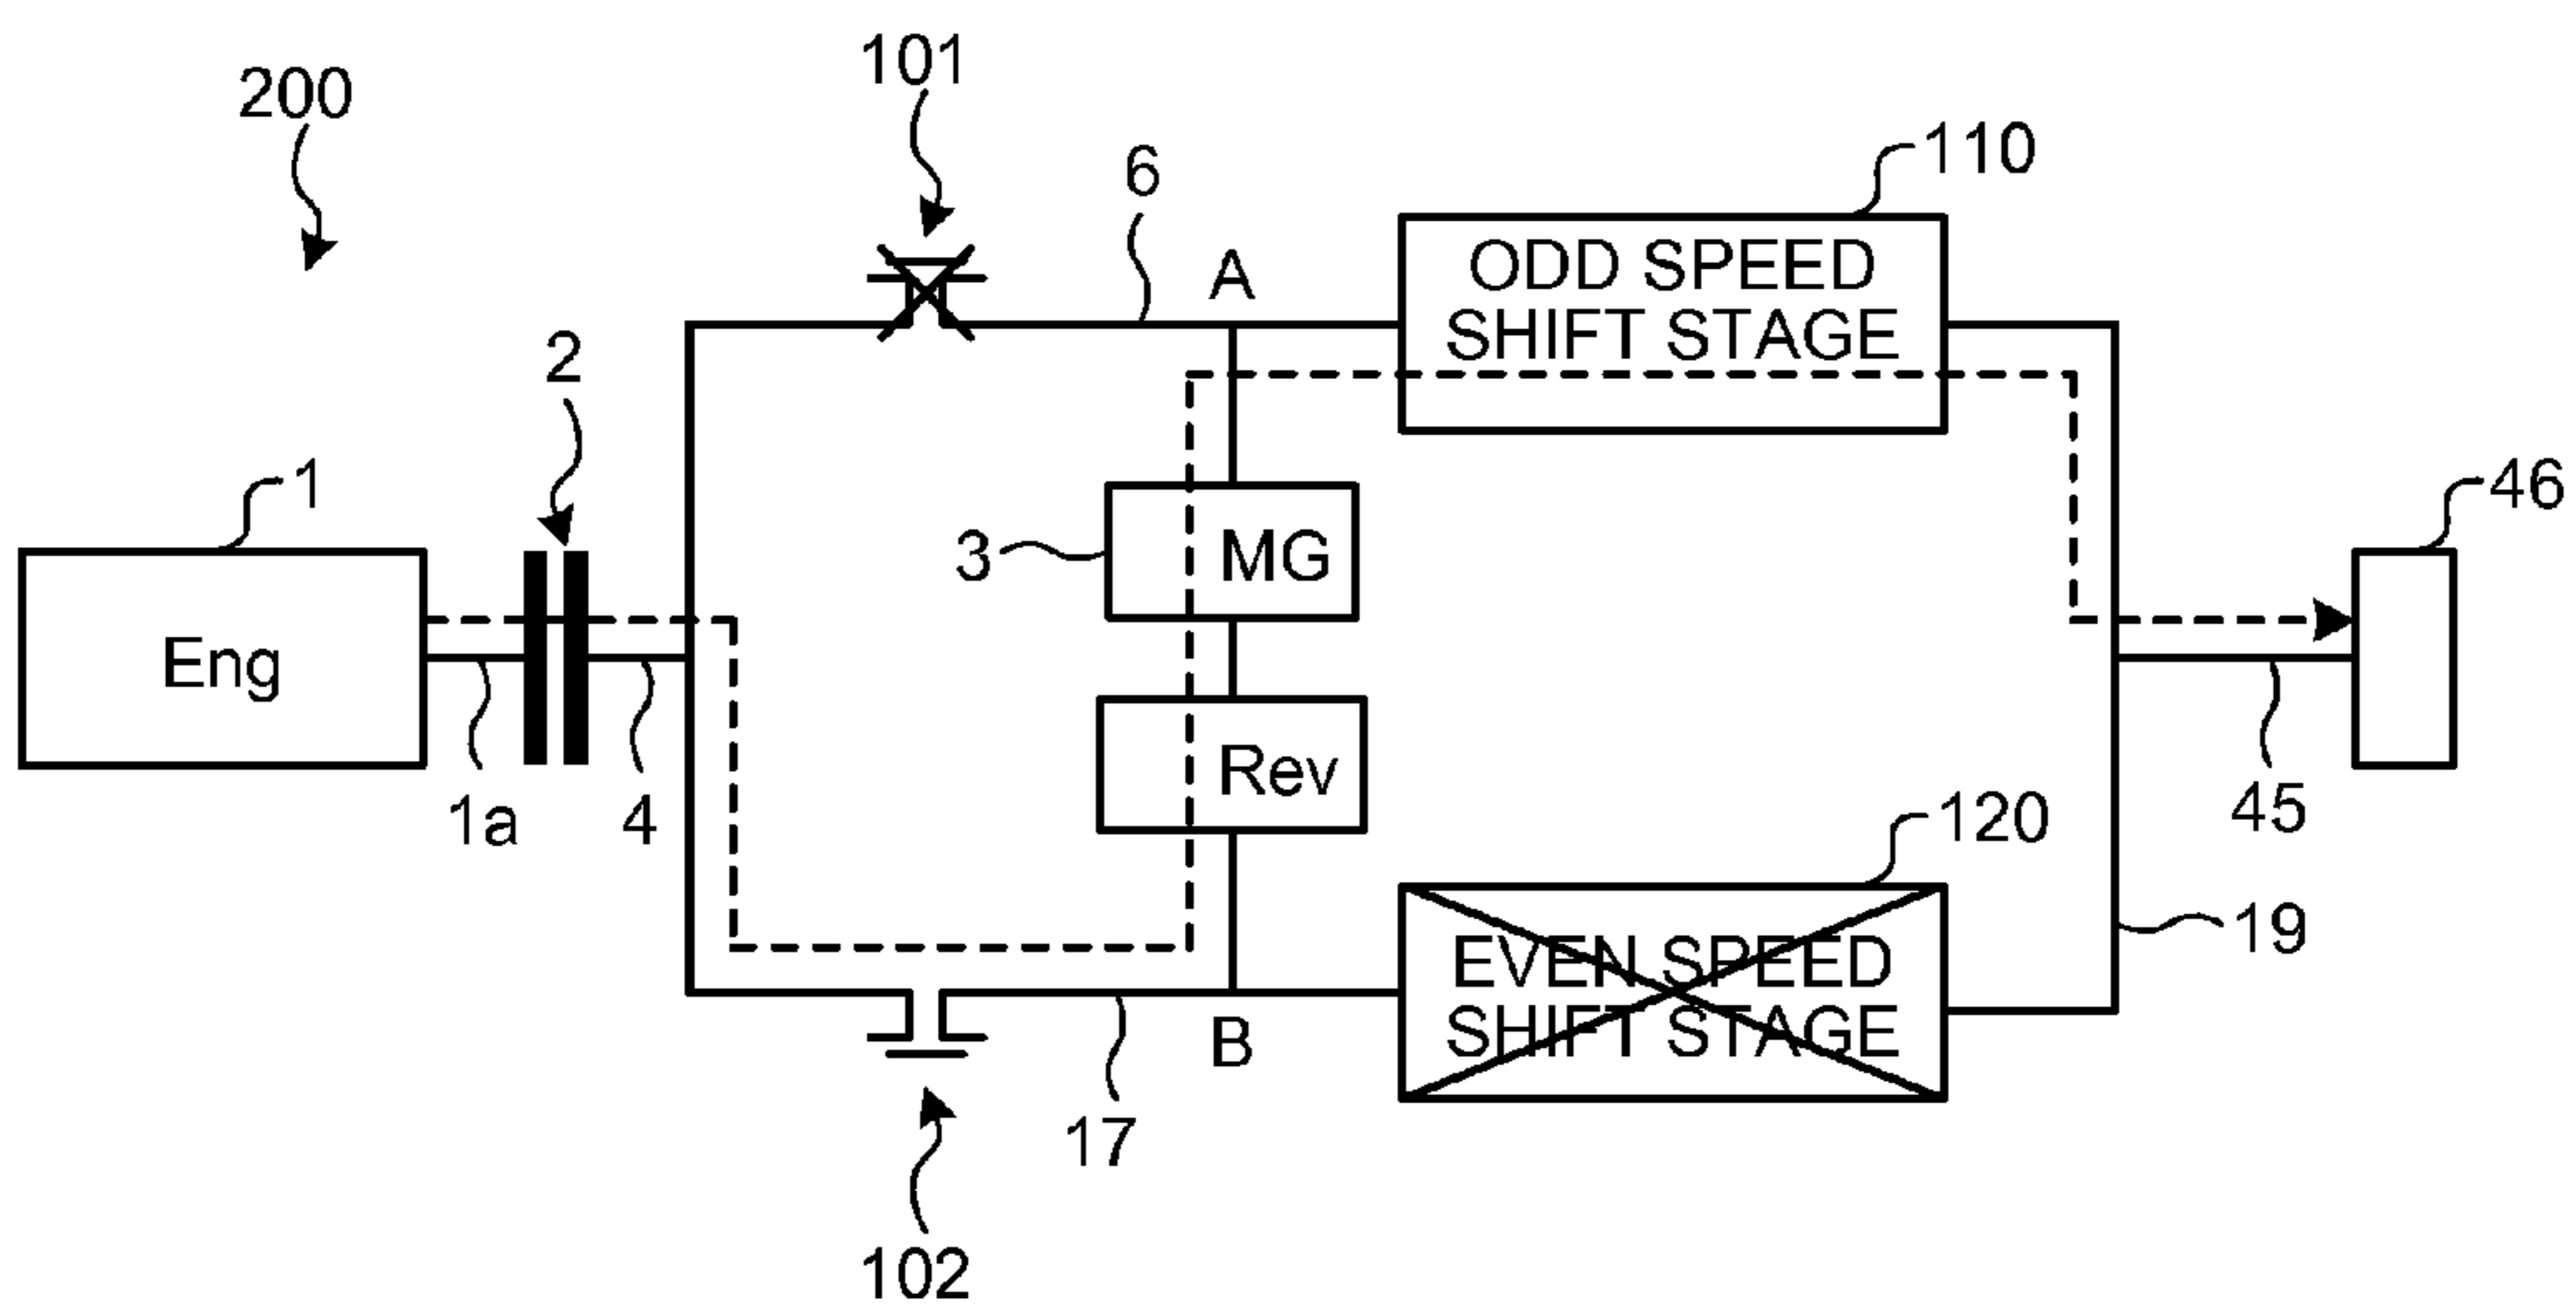 200
101
6
A
110
ODD SPEED
SHIFT STAGE
2
1
3
MG
46
Eng
Rev
1a
4
45
120
EVEN SPEED
SHIFT STAGE
19
B
17
102